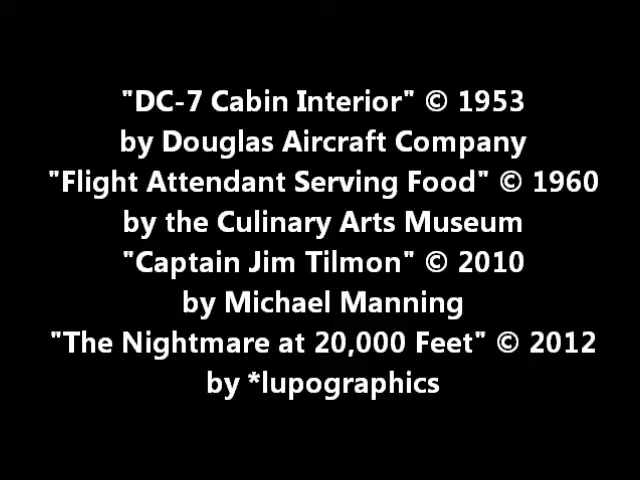 "DC-7 Cabin Interior" © 1953
by Douglas Aircraft Company
"Flight Attendant Serving Food" © 1960
by the Culinary Arts Museum
"Captain Jim Tilmon" © 2010
by Michael Manning
"The Nightmare at 20,000 Feet" © 2012
by *lupographics